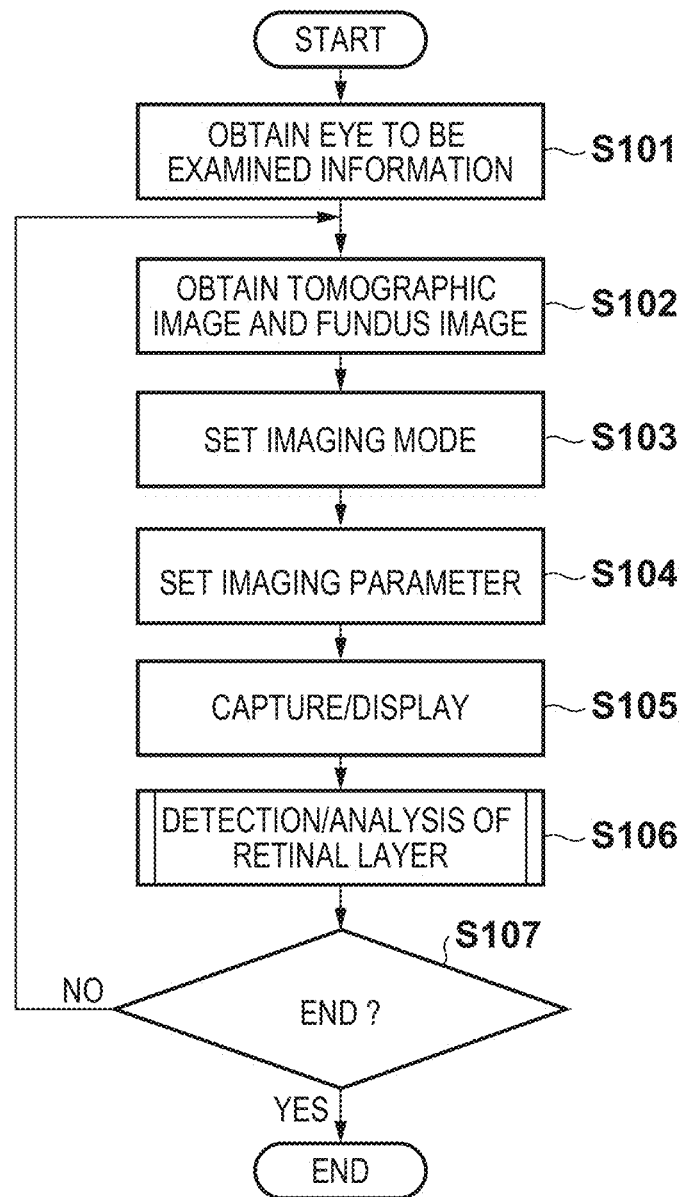 START
OBTAIN EYE TO BE
EXAMINED INFORMATION
S101
OBTAIN TOMOGRAPHIC
IMAGE AND FUNDUS IMAGE
S102
SET IMAGING MODE
S103
SET IMAGING PARAMETER
S104
CAPTURE/DISPLAY
S105
DETECTION/ANALYSIS OF
RETINAL LAYER
S106
S107
NO
END ?
YES
END